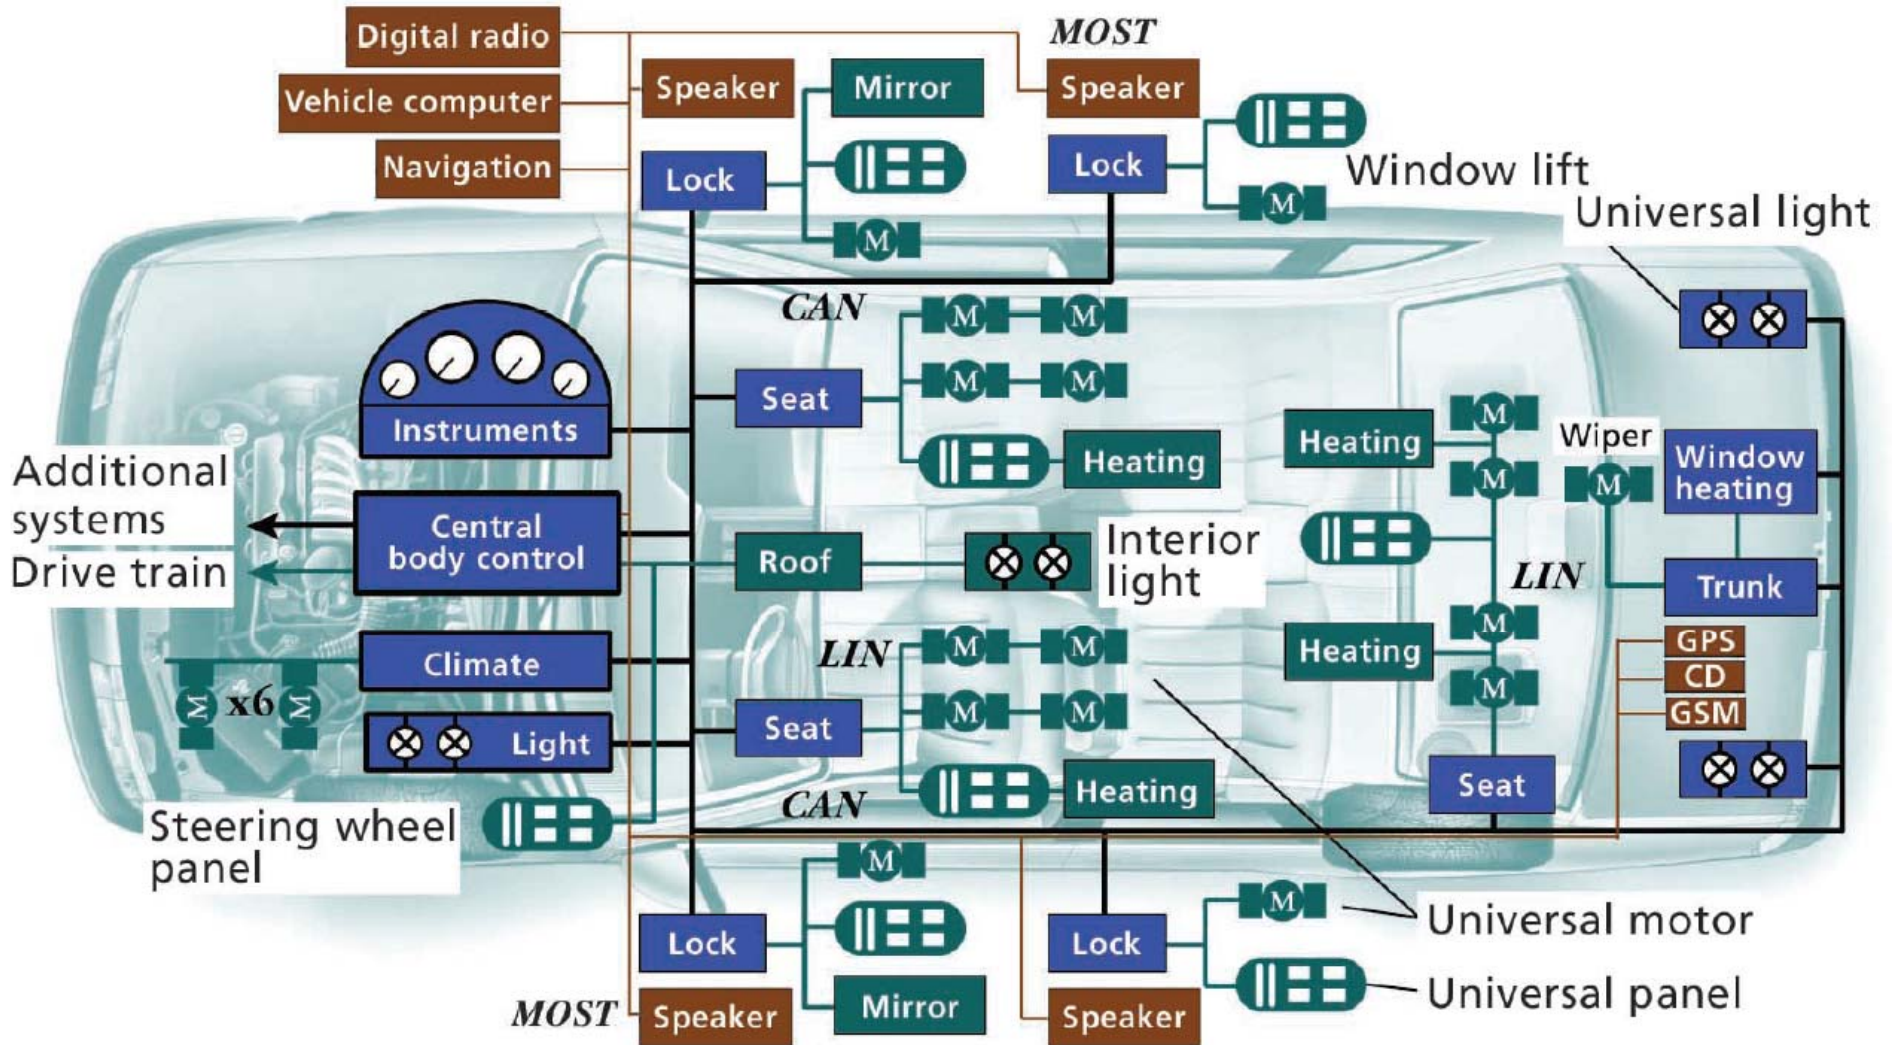 Digital radio
MOST
Vehicle computer
Speaker
Mirror
Speaker
Navigation
Lock
Lock
M
M
Window lift
Universal light
CAN
M
M
Seat
M
M
Instruments
Heating
Heating
M
M
Wiper
M
Window
heating
Additional
systems
Drive train
Central
body control
Roof
Interior
light
LIN
Trunk
Climate
LIN
M
M
Heating
M
M
GPS
CD
GSM
M
x6
M
Light
Seat
M
M
CAN
Heating
Seat
Steering wheel
panel
M
Lock
Lock
M
Universal motor
Universal panel
MOST
Speaker
Mirror
Speaker